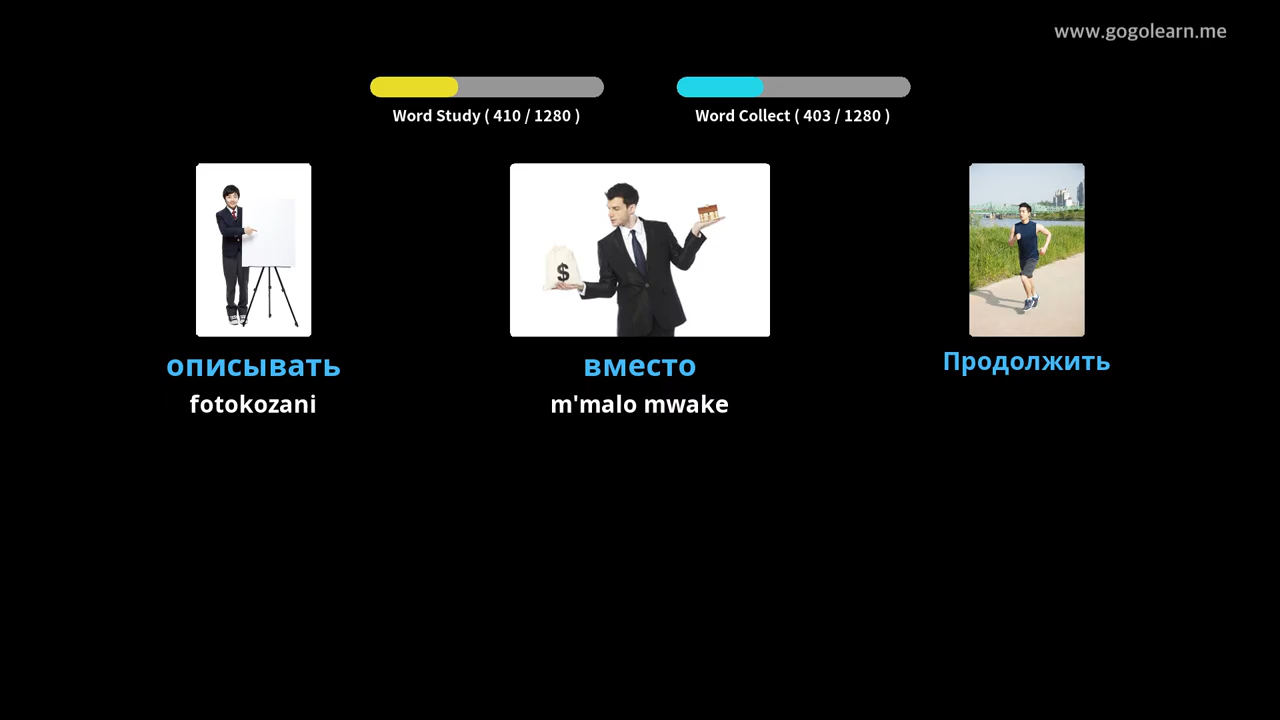 www.gogolearn.me
Word Study ( 410 / 1280 )
Word Collect ( 403 / 1280 )
описывать
fotokozani
вместо
m'malo mwake
Продолжить
$